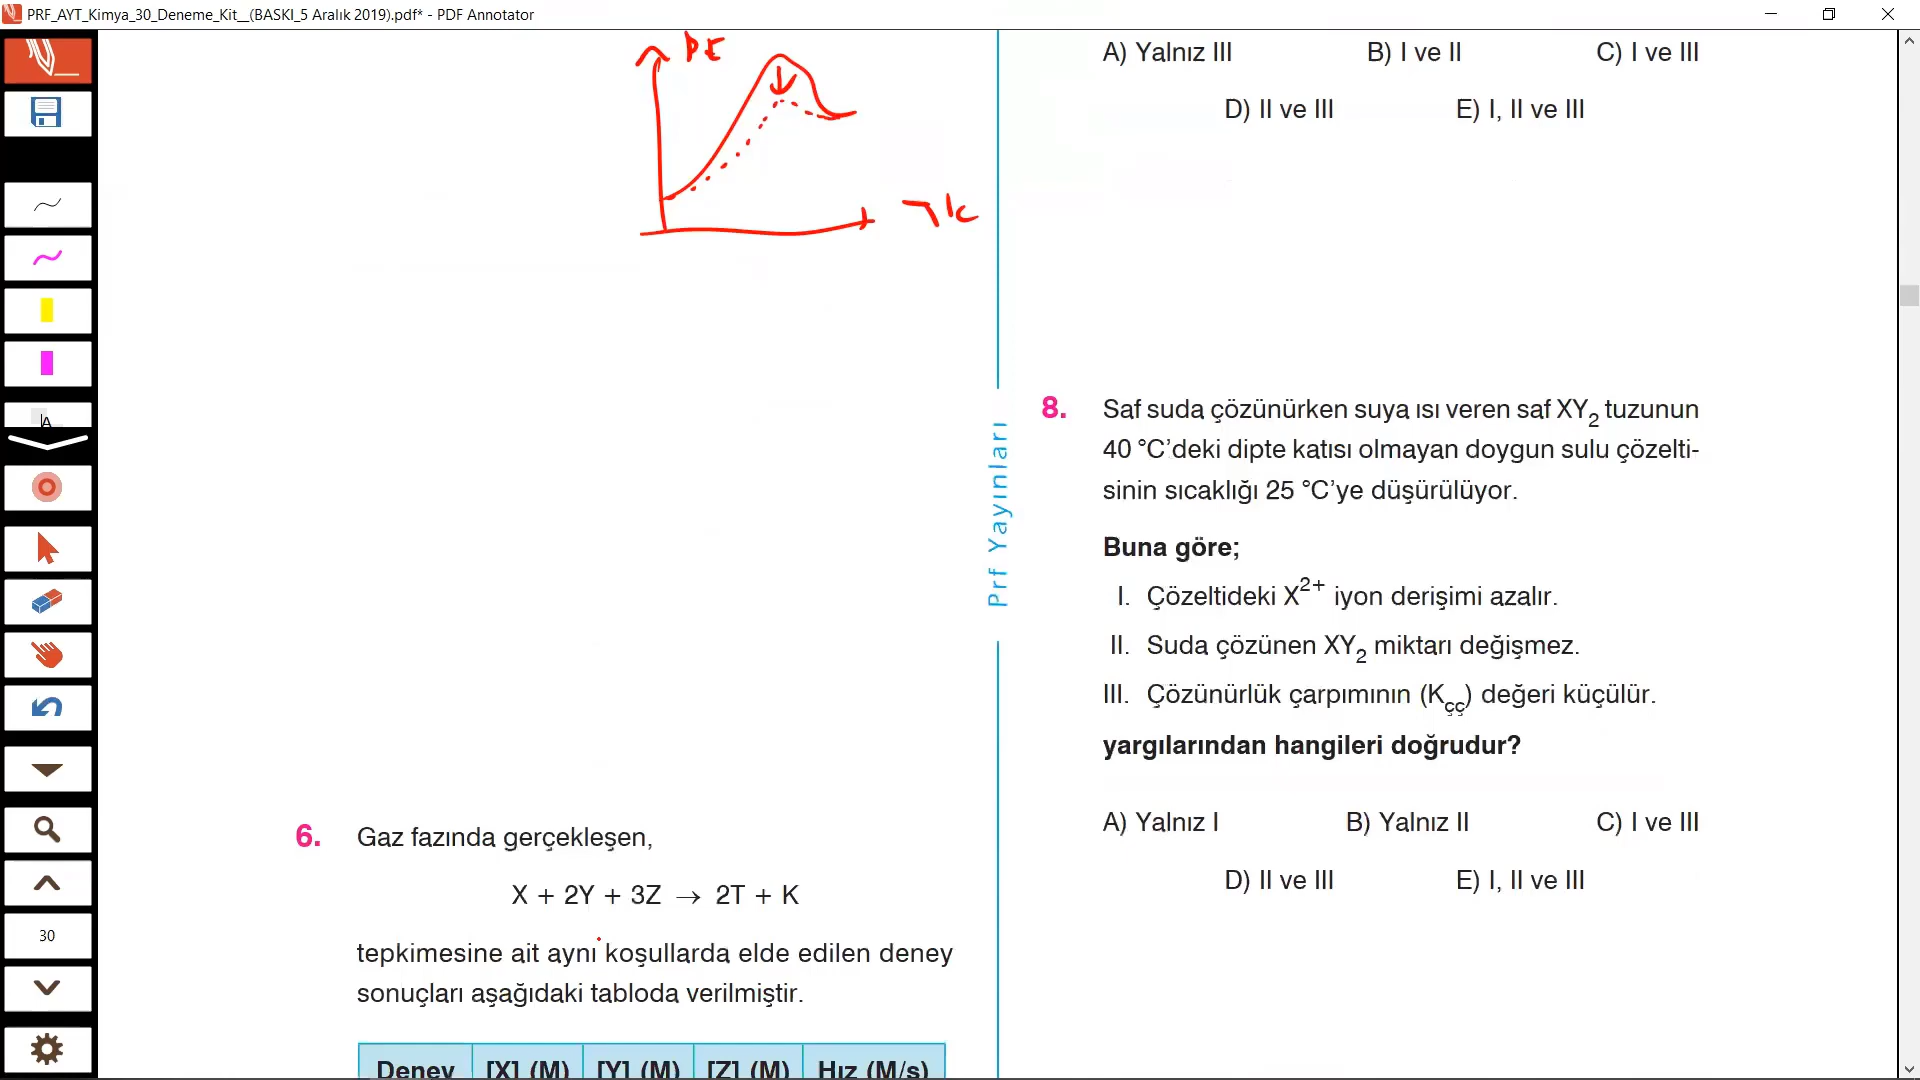 PRF_AYT_Kimya_30_Deneme_Kit__(BASKI_5 Aralık 2019).pdf* - PDF Annotator
PE
TK
A
30
6. Gaz fazında gerçekleşen,
X + 2Y + 3Z → 2T + K
tepkimesine ait aynı koşullarda elde edilen deney
sonuçları aşağıdaki tabloda verilmiştir.
Deney [X] (M) [Y] (M) [Z] (M) Hız (M/s)
Prf Yayınları
A) Yalnız III B) I ve II C) I ve III
D) II ve III E) I, II ve III
8. Saf suda çözünürken suya ısı veren saf XY₂ tuzunun
40 °C’deki dipte katısı olmayan doygun sulu çözelti-
sinin sıcaklığı 25 °C’ye düşürülüyor.
Buna göre;
I. Çözeltideki X²⁺ iyon derişimi azalır.
II. Suda çözünen XY₂ miktarı değişmez.
III. Çözünürlük çarpımının (Kçç) değeri küçülür.
yargılarından hangileri doğrudur?
A) Yalnız I B) Yalnız II C) I ve III
D) II ve III E) I, II ve III